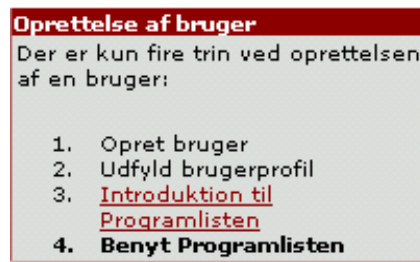 Oprettelse af bruger
Der er kun fire trin ved oprettelsen
af en bruger:
1. Opret bruger
2. Udfyld brugerprofil
3. Introduktion til
Programlisten
4. Benyt Programlisten